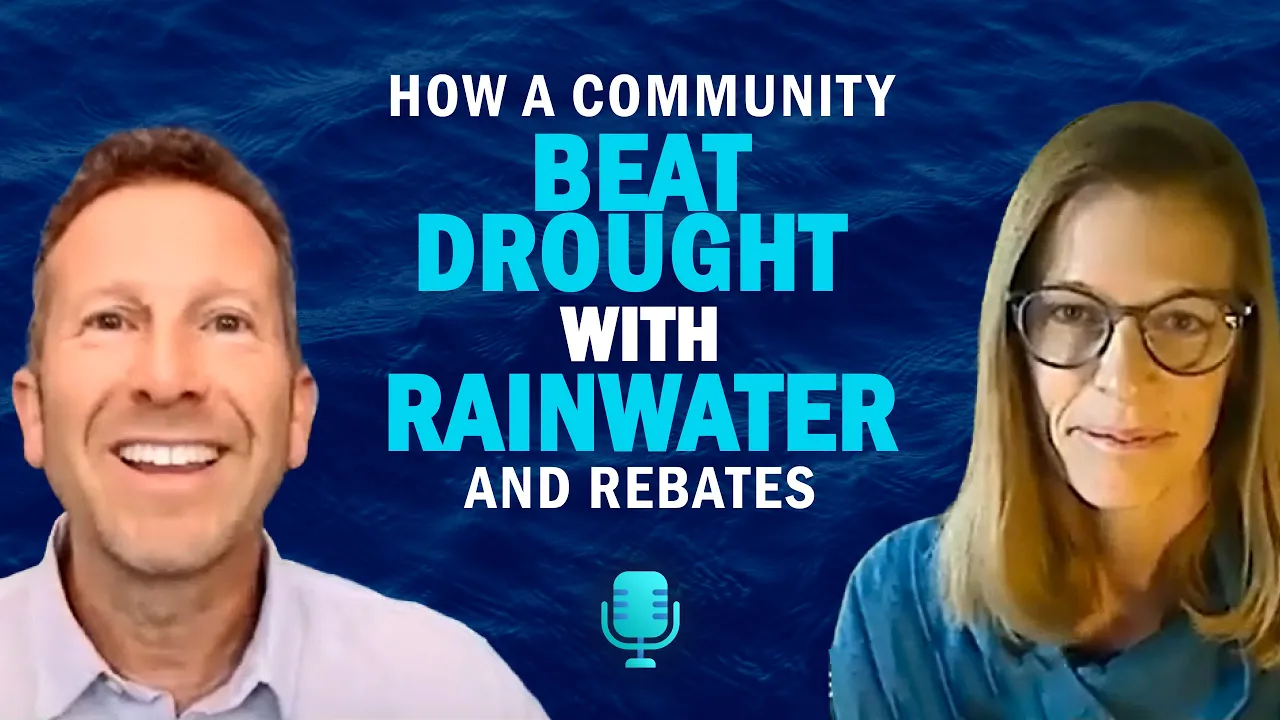 HOW A COMMUNITY
BEAT
DROUGHT
WITH
RAINWATER
AND REBATES